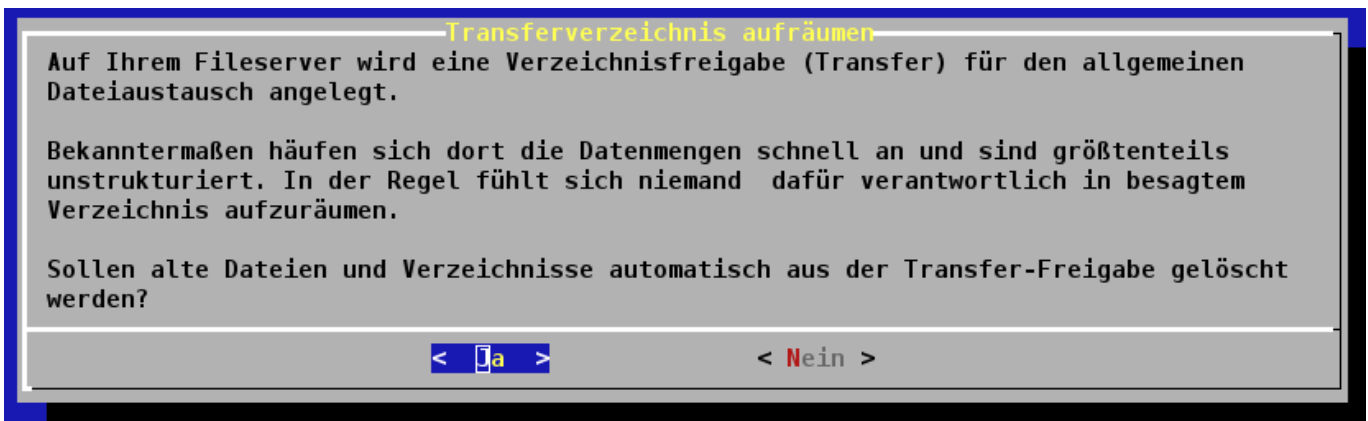 Transferverzeichnis aufräumen
Auf Ihrem Fileserver wird eine Verzeichnisfreigabe (Transfer) für den allgemeinen
Dateiaustausch angelegt.
Bekanntermaßen häufen sich dort die Datenmengen schnell an und sind größtenteils
unstrukturiert. In der Regel fühlt sich niemand  dafür verantwortlich in besagtem
Verzeichnis aufzuräumen.
Sollen alte Dateien und Verzeichnisse automatisch aus der Transfer-Freigabe gelöscht
werden?
<  Ja  > < Nein >